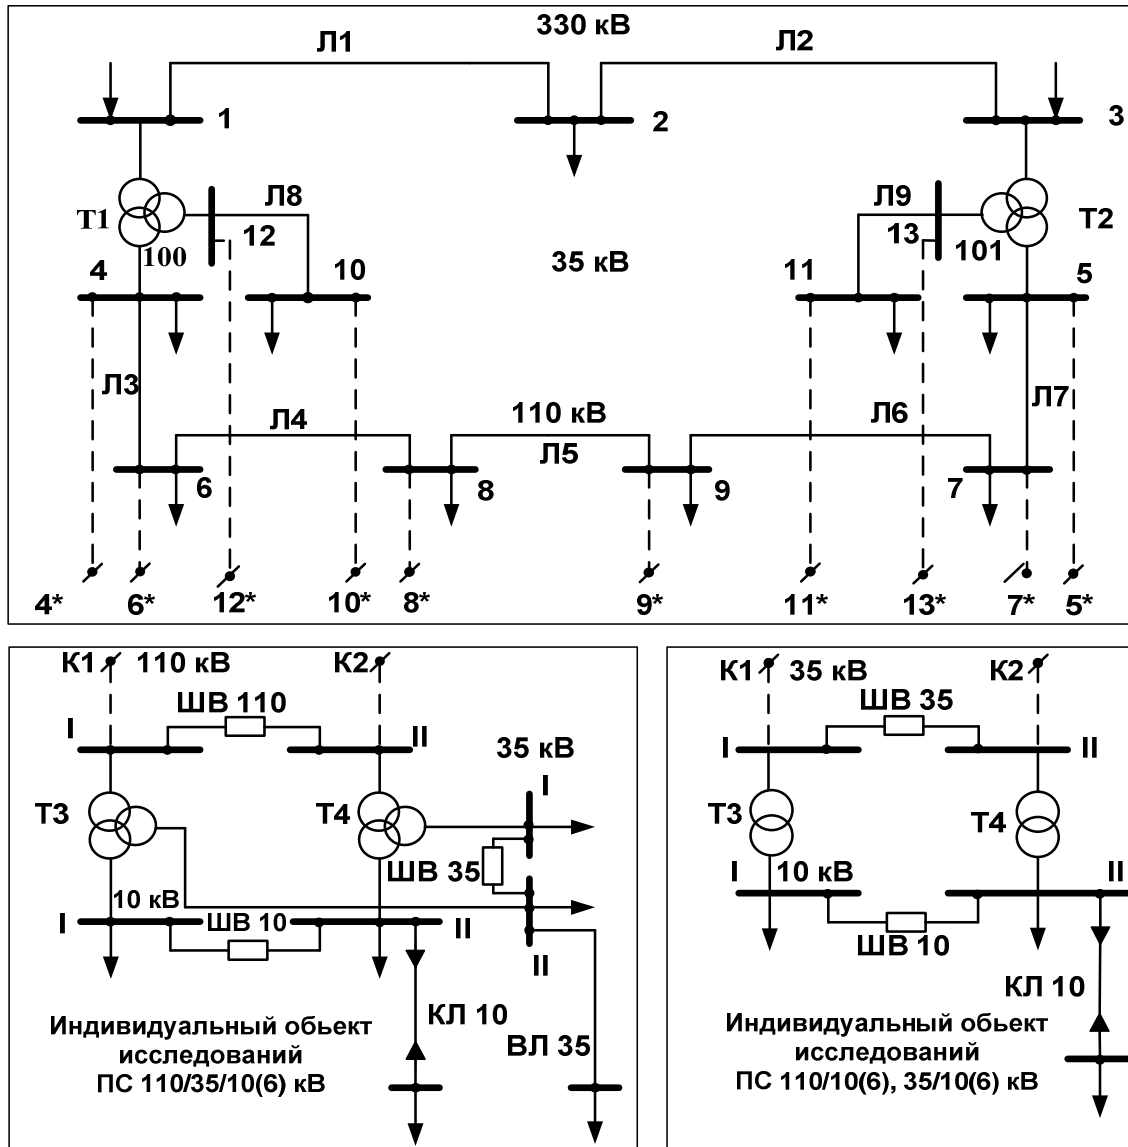 330 кВ
Л1
Л2
1
2
3
Т1
100
12
Л8
Л9
13
101
Т2
4
10
35 кВ
11
5
Л3
Л4
110 кВ
Л5
Л6
Л7
6
8
9
7
4*
6*
12*
10*
8*
9*
11*
13*
7*
5*
К1
110 кВ
К2
ШВ 110
I
II
35 кВ
I
Т3
Т4
ШВ 35
10 кВ
I
ШВ 10
II
II
КЛ 10
ВЛ 35
Индивидуальный обьект
исследований
ПС 110/35/10(6) кВ
К1
35 кВ
К2
ШВ 35
I
II
Т3
Т4
I
10 кВ
II
ШВ 10
КЛ 10
Индивидуальный обьект
исследований
ПС 110/10(6), 35/10(6) кВ